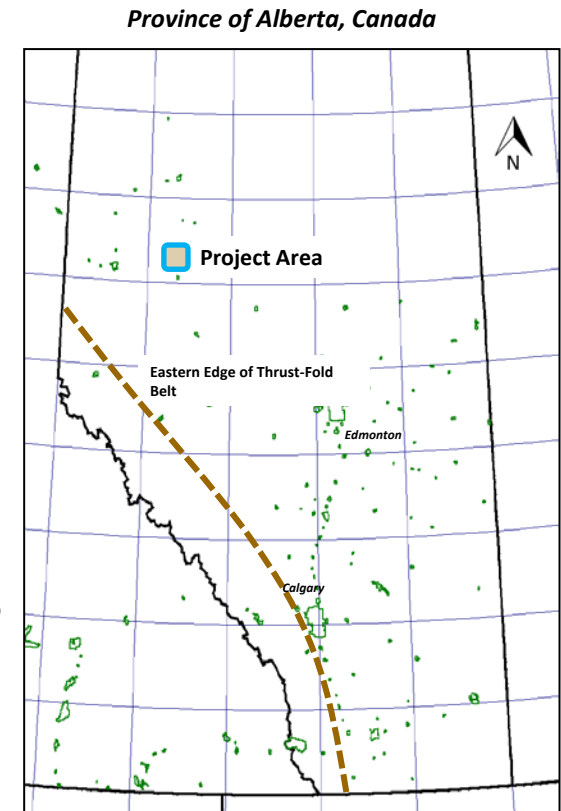 Province of Alberta, Canada
N
Project Area
Eastern Edge of Thrust-Fold
Belt
Edmonton
Calgary